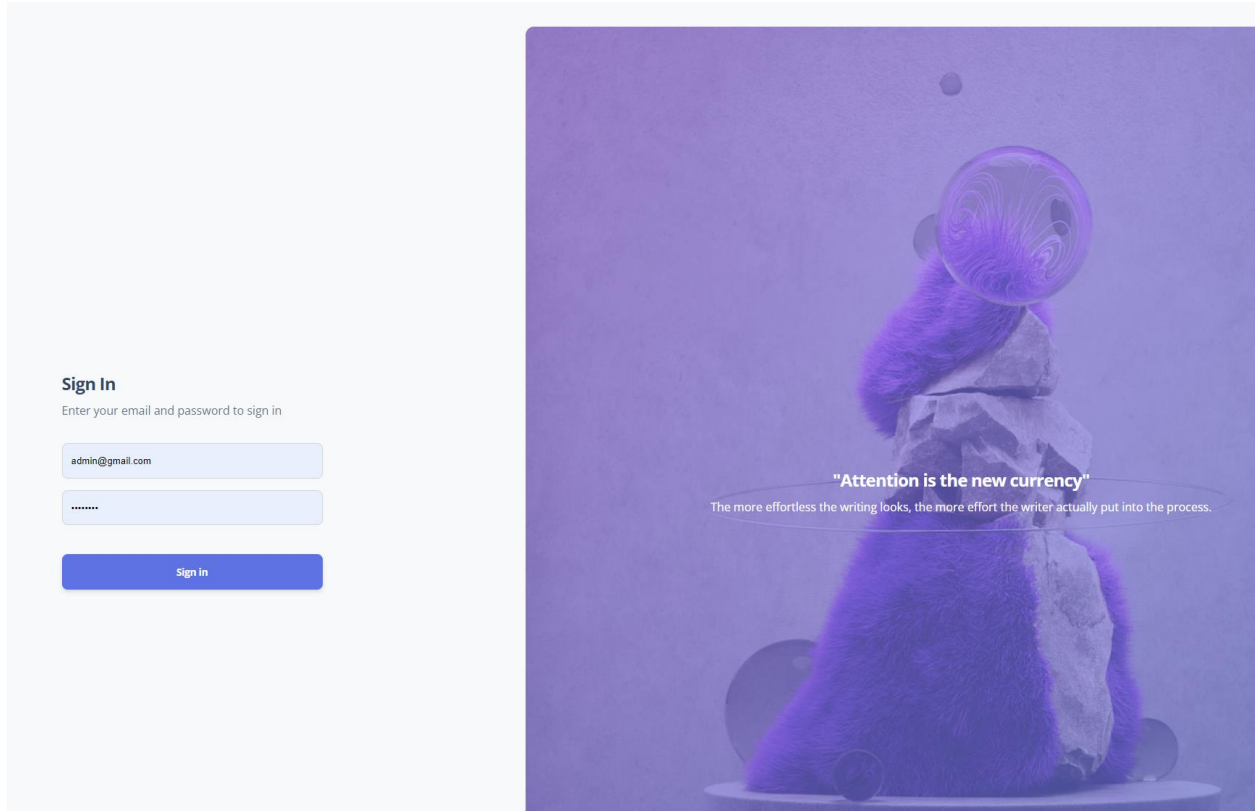 Sign In
Enter your email and password to sign in
admin@gmail.com
••••••••
Sign in
"Attention is the new currency"
The more effortless the writing looks, the more effort the writer actually put into the process.